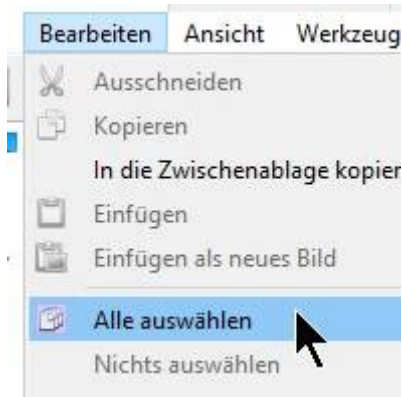 Bearbeiten Ansicht Werkzeug
Ausschneiden
Kopieren
In die Zwischenablage kopier
Einfügen
Einfügen als neues Bild
Alle auswählen
Nichts auswählen